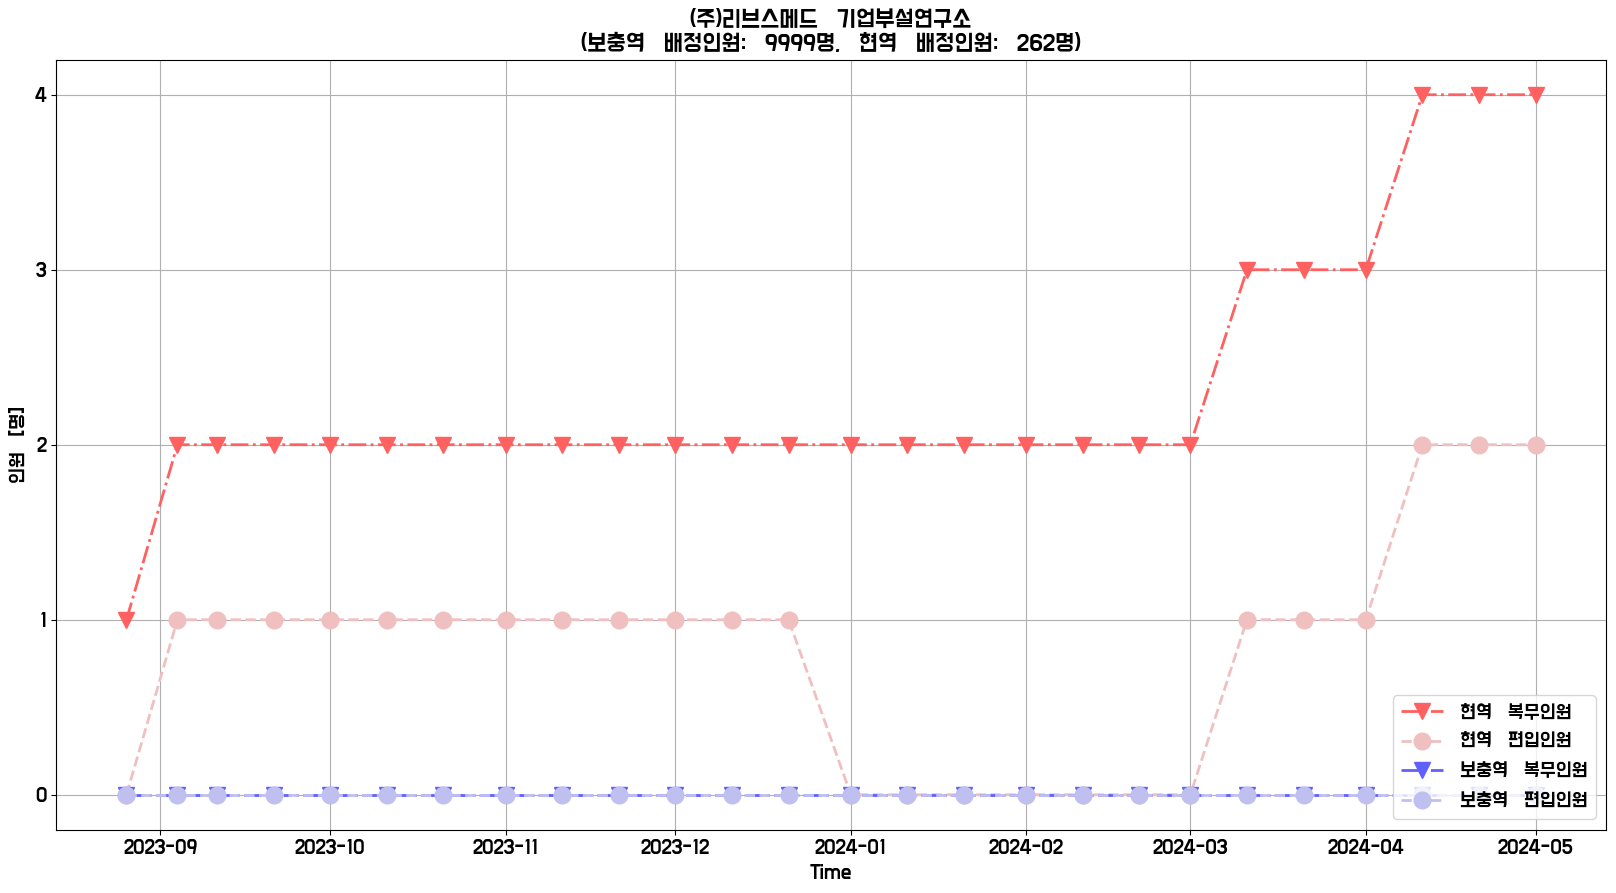 (주)리브스메드 기업부설연구소
(보충역 배정인원: 9999명, 현역 배정인원: 262명)
4
3
2
1
0
인원 [명]
현역 복무인원
현역 편입인원
보충역 복무인원
보충역 편입인원
2023-09 2023-10 2023-11 2023-12 2024-01 2024-02 2024-03 2024-04 2024-05
Time